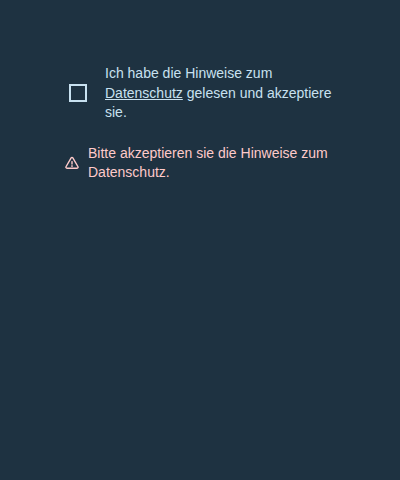 Ich habe die Hinweise zum
Datenschutz gelesen und akzeptiere
sie.
Bitte akzeptieren sie die Hinweise zum
Datenschutz.